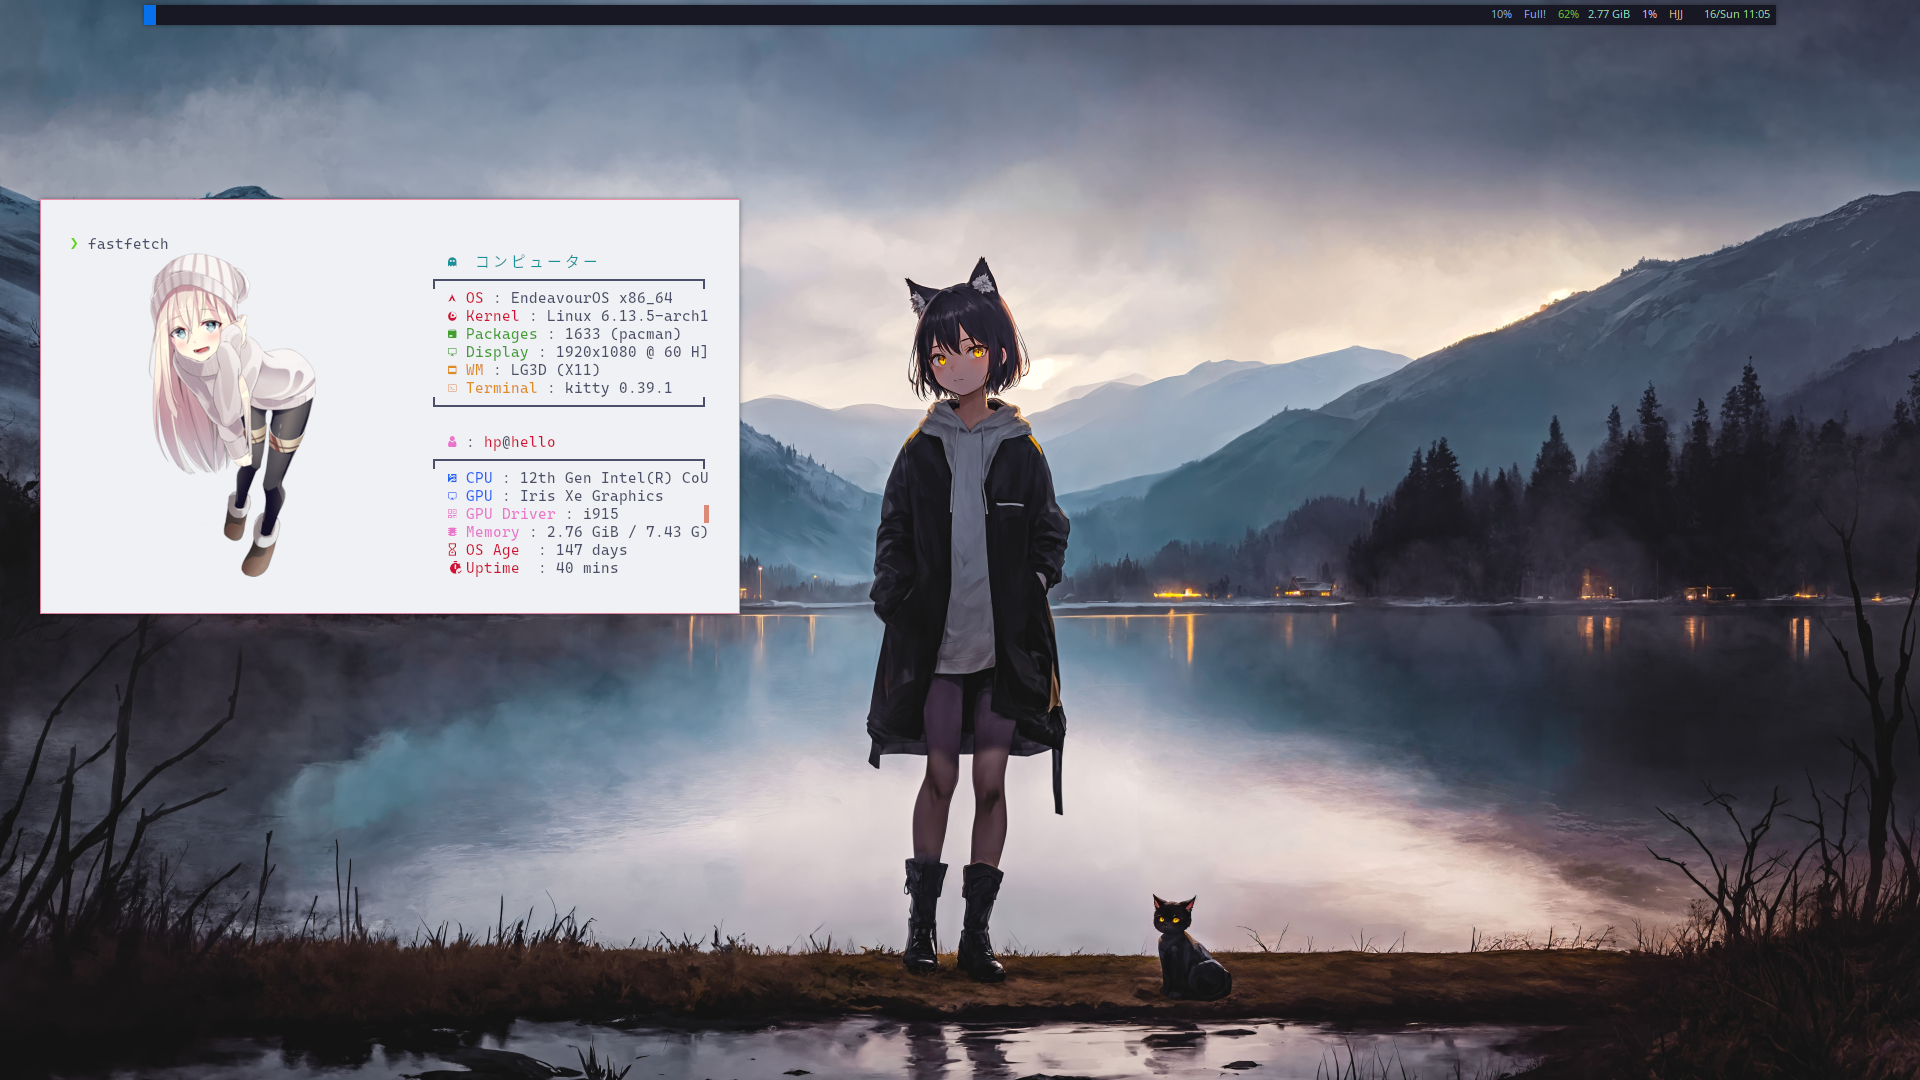 10% Full! 62% 2.77 GiB 1% HJJ 16/Sun 11:05
❯ fastfetch
コンピューター
OS : EndeavourOS x86_64
Kernel : Linux 6.13.5-arch1
Packages : 1633 (pacman)
Display : 1920x1080 @ 60 H]
WM : LG3D (X11)
Terminal : kitty 0.39.1
: hp@hello
CPU : 12th Gen Intel(R) CoU
GPU : Iris Xe Graphics
GPU Driver : i915
Memory : 2.76 GiB / 7.43 G)
OS Age : 147 days
Uptime : 40 mins